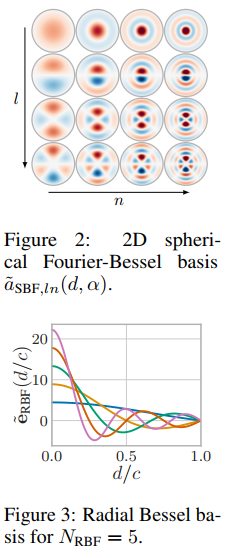 l
n
Figure 2: 2D spheri-
cal Fourier-Bessel basis
ãSBF,ln(d, α).
20
10
0
ẽRBF(d/c)
0.0 0.5 1.0
d/c
Figure 3: Radial Bessel ba-
sis for NRBF = 5.